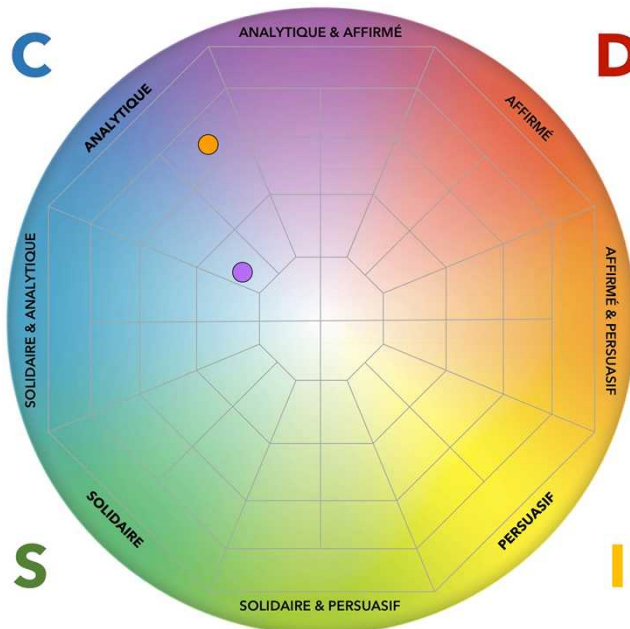 C
ANALYTIQUE & AFFIRMÉ
D
ANALYTIQUE
AFFIRMÉ
SOLIDAIRE & ANALYTIQUE
AFFIRMÉ & PERSUASIF
SOLIDAIRE
PERSUASIF
S
SOLIDAIRE & PERSUASIF
I